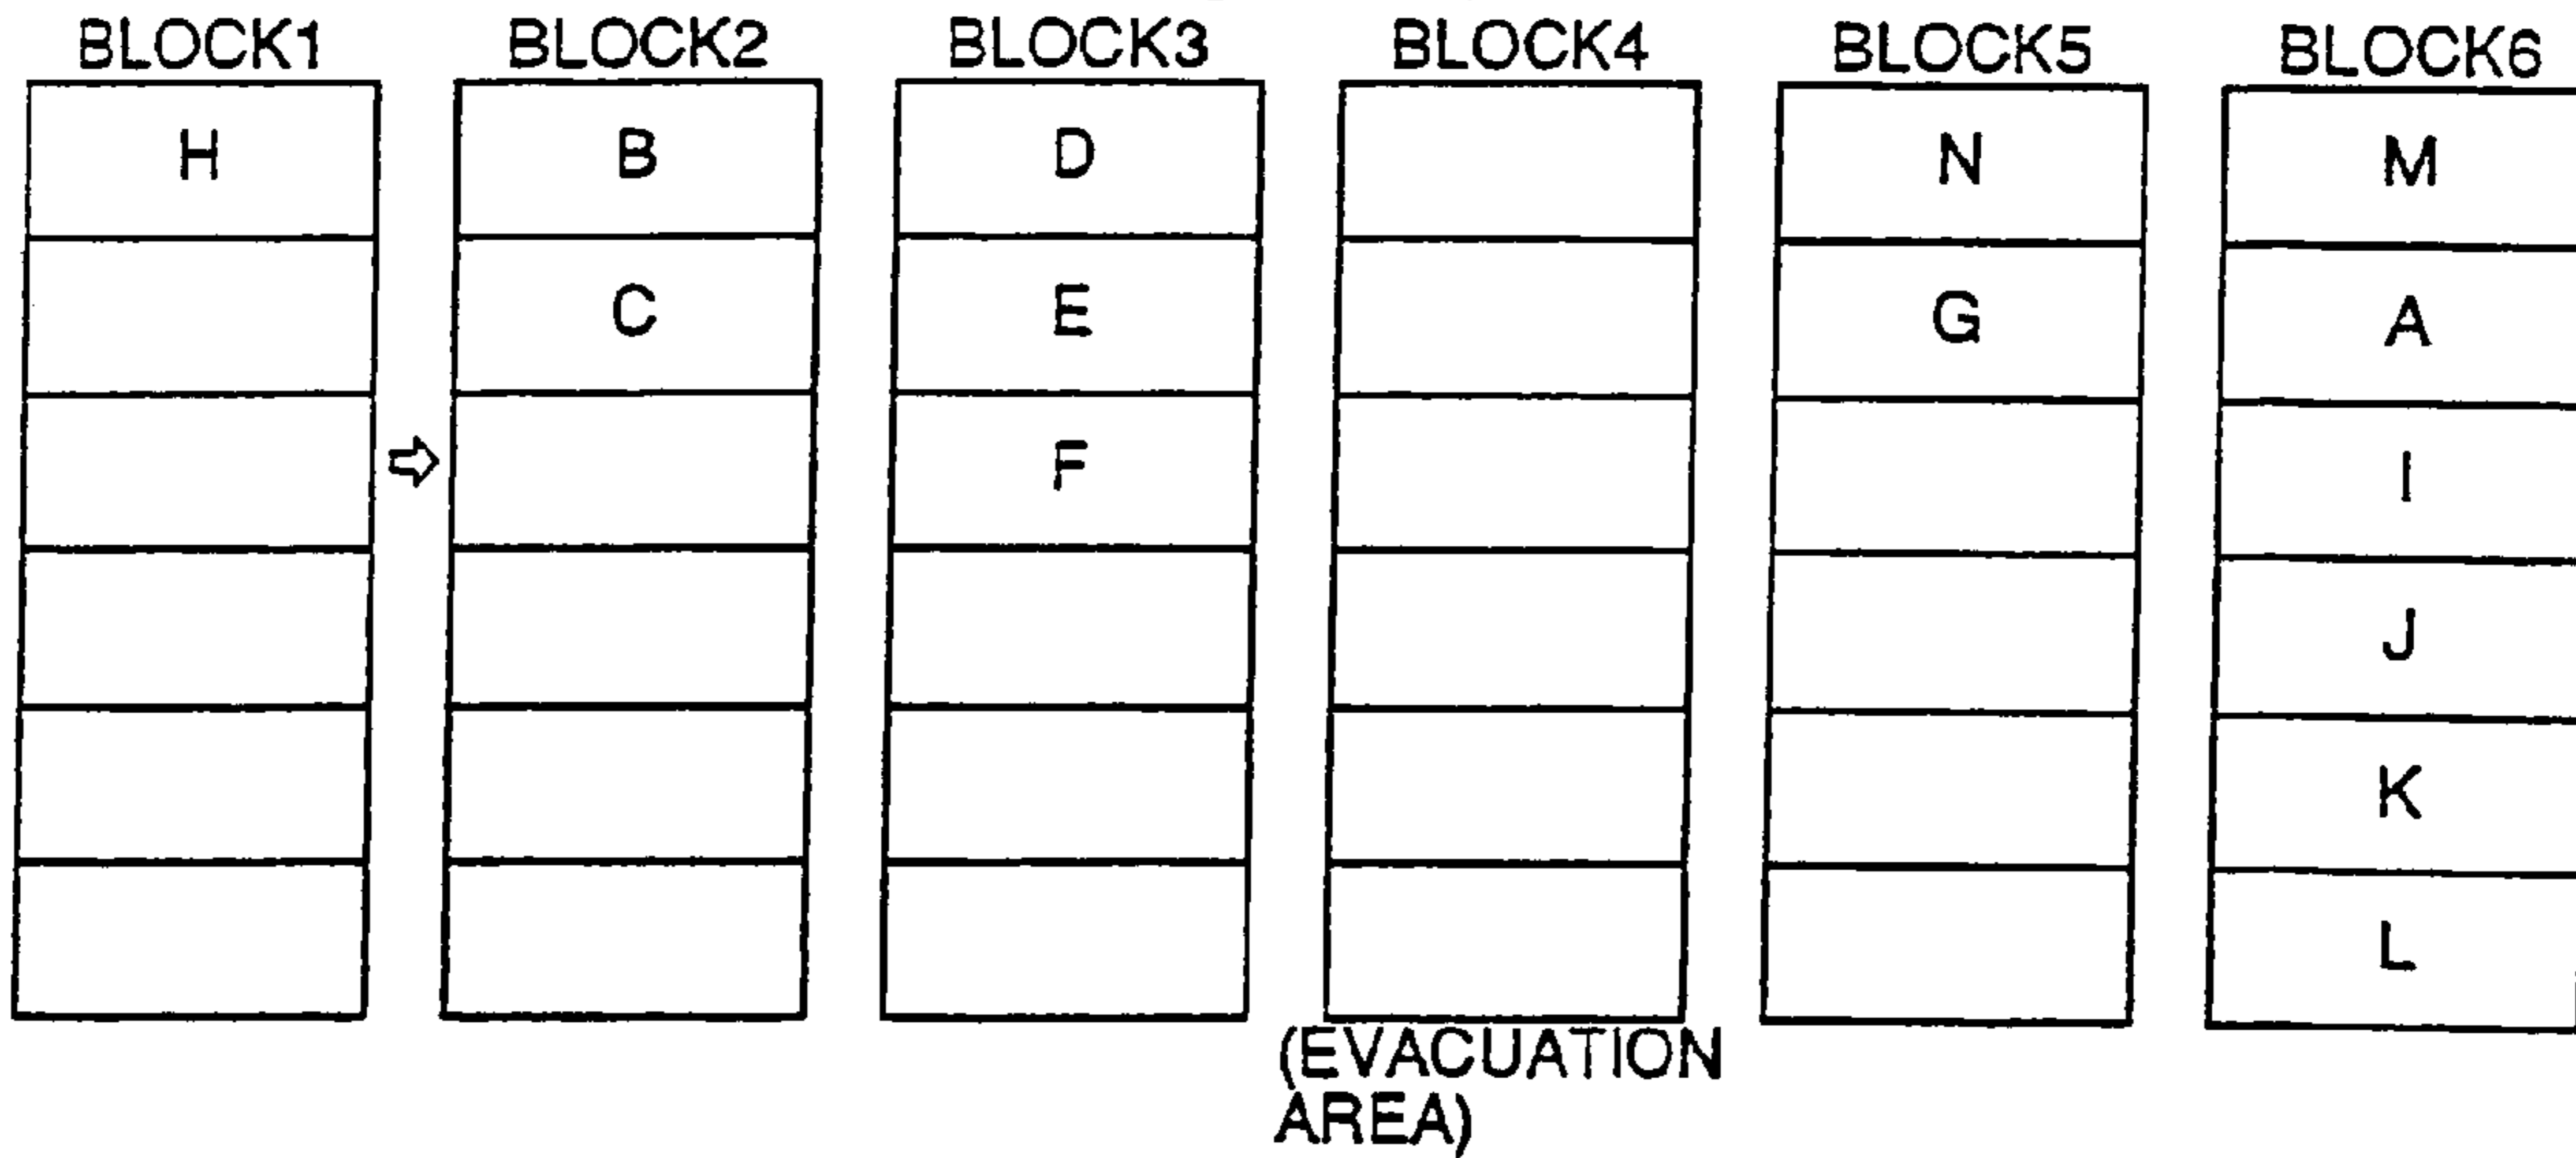 BLOCK1 BLOCK2 BLOCK3 BLOCK4 BLOCK5 BLOCK6
H B D N M
C E G A
F I
J
K
L
(EVACUATION
AREA)